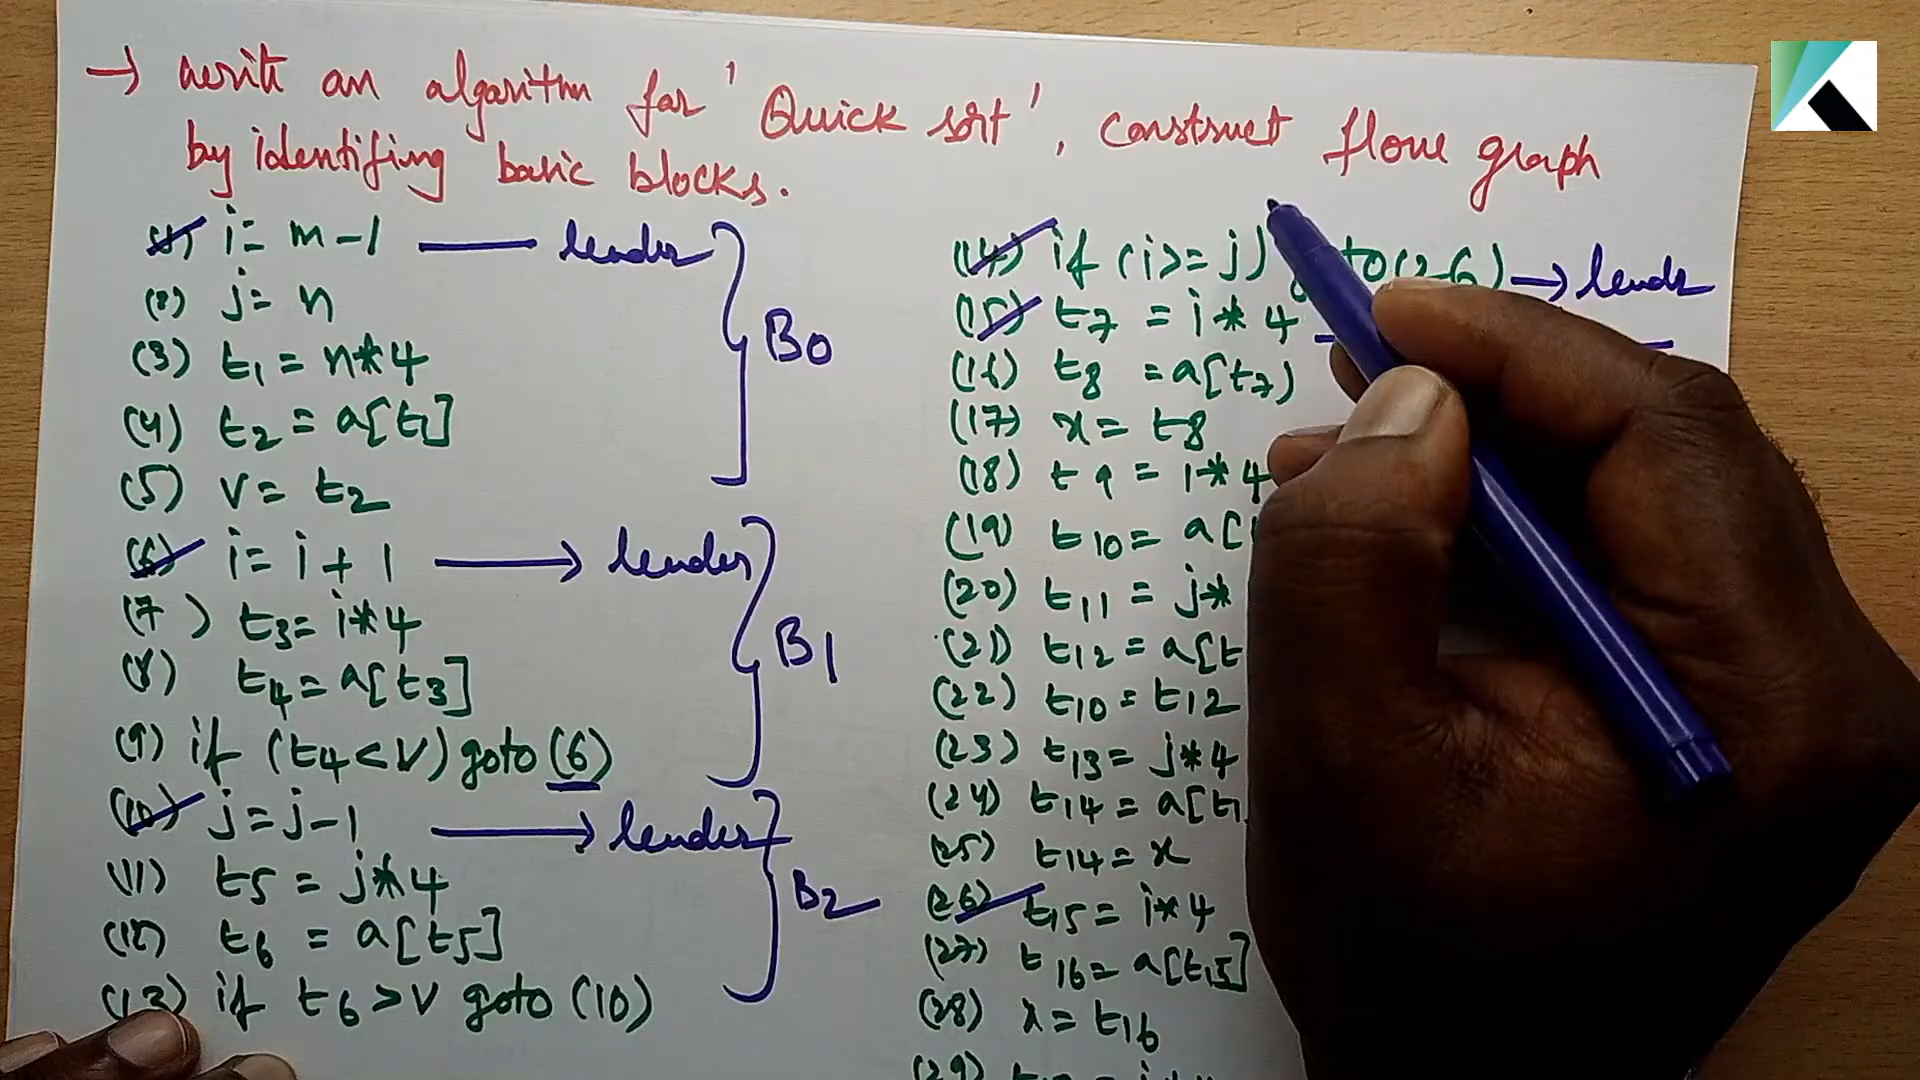 → write an algorithm for 'Quick sort', construct flow graph
by identifing basic blocks.
(1) i = m-1 leader
(2) j = n
(3) t1 = n*4
(4) t2 = a[t1]
(5) v = t2
B0
(6) i = i + 1 → leader
(7) t3 = i*4
(8) t4 = a[t3]
(9) if (t4 < v) goto (6)
B1
(10) j = j-1 → leader
(11) t5 = j*4
(12) t6 = a[t5]
(13) if t6 > v goto (10)
B2
(14) if (i >= j) → leader
(15) t7 = i * 4
(16) t8 = a[t7)
(17) x = t8
(18) t9 = i*4
(19) t10 = a[
(20) t11 = j*
(21) t12 = a[t
(22) t10 = t12
(23) t13 = j*4
(24) t14 = a[t1
(25) t14 = x
(26) t15 = i*4
(27) t16 = a[t15]
(28) x = t16
(29)